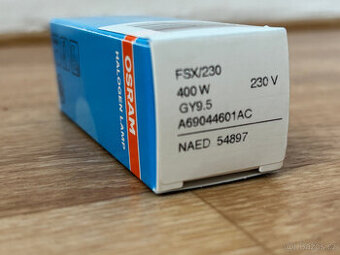 OSRAM
HALOGEN LAMP
FSX/230
400 W 230 V
GY9.5
A69044601AC
NAED 54897